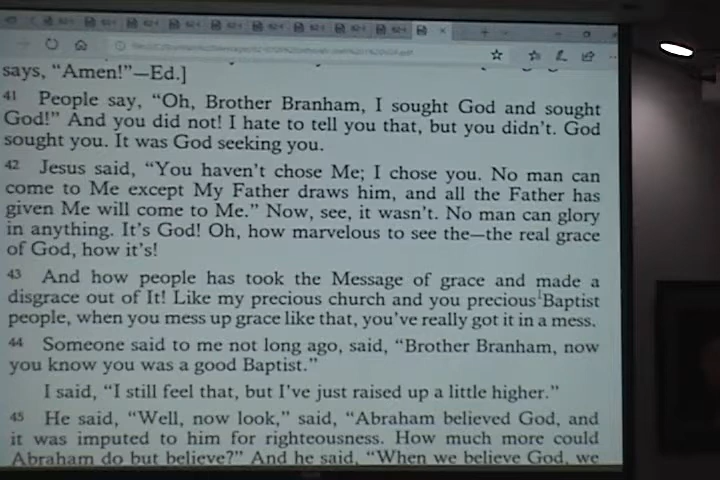 says, "Amen!"—Ed.]
41 People say, "Oh, Brother Branham, I sought God and sought
God!" And you did not! I hate to tell you that, but you didn't. God
sought you. It was God seeking you.
42 Jesus said, "You haven't chose Me; I chose you. No man can
come to Me except My Father draws him, and all the Father has
given Me will come to Me." Now, see, it wasn't. No man can glory
in anything. It's God! Oh, how marvelous to see the—the real grace
of God, how it's!
43 And how people has took the Message of grace and made a
disgrace out of It! Like my precious church and you precious Baptist
people, when you mess up grace like that, you've really got it in a mess.
44 Someone said to me not long ago, said, "Brother Branham, now
you know you was a good Baptist."
I said, "I still feel that, but I've just raised up a little higher."
45 He said, "Well, now look," said, "Abraham believed God, and
it was imputed to him for righteousness. How much more could
Abraham do but believe?" And he said, "When we believe God, we